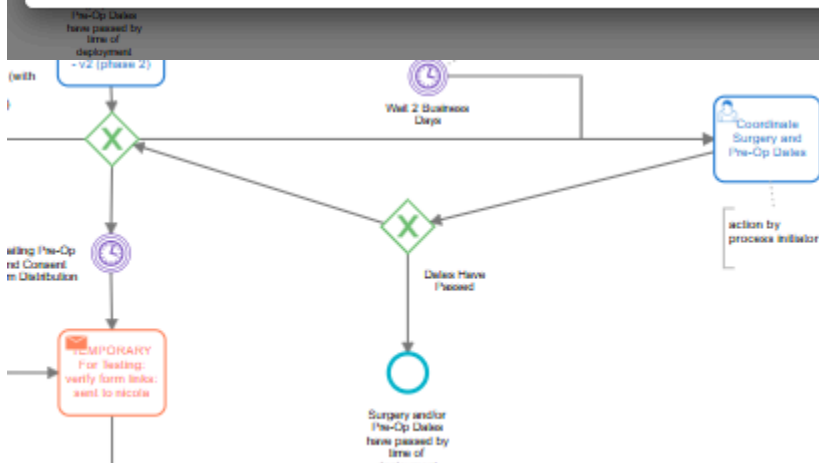 Pre-Op Dates
have passed by
time of
deployment
- v2 (phase 2)
(with
)
Wait 2 Business
Days
Coordinate
Surgery and
Pre-Op Dates
action by
process initiator
aiting Pre-Op
nd Consent
m Distribution
Dates Have
Passed
TEMPORARY
For Testing:
verify form links:
sent to nicole
Surgery and/or
Pre-Op Dates
have passed by
time of